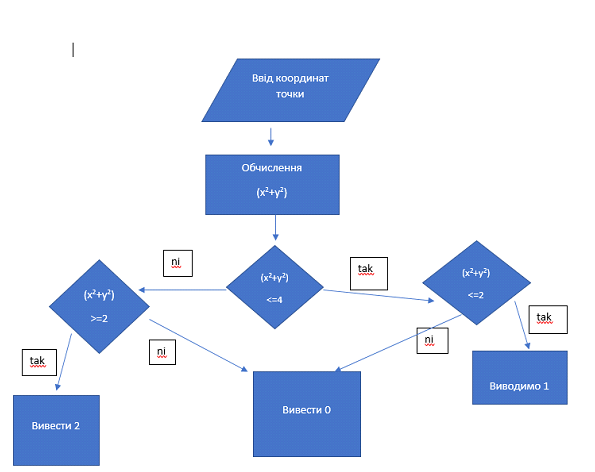 Ввід координат
точки
Обчислення
(x²+y²)
ni
(x²+y²)
<=4
tak
(x²+y²)
<=2
(x²+y²)
>=2
tak
ni
ni
tak
Вивести 2
Вивести 0
Виводимо 1